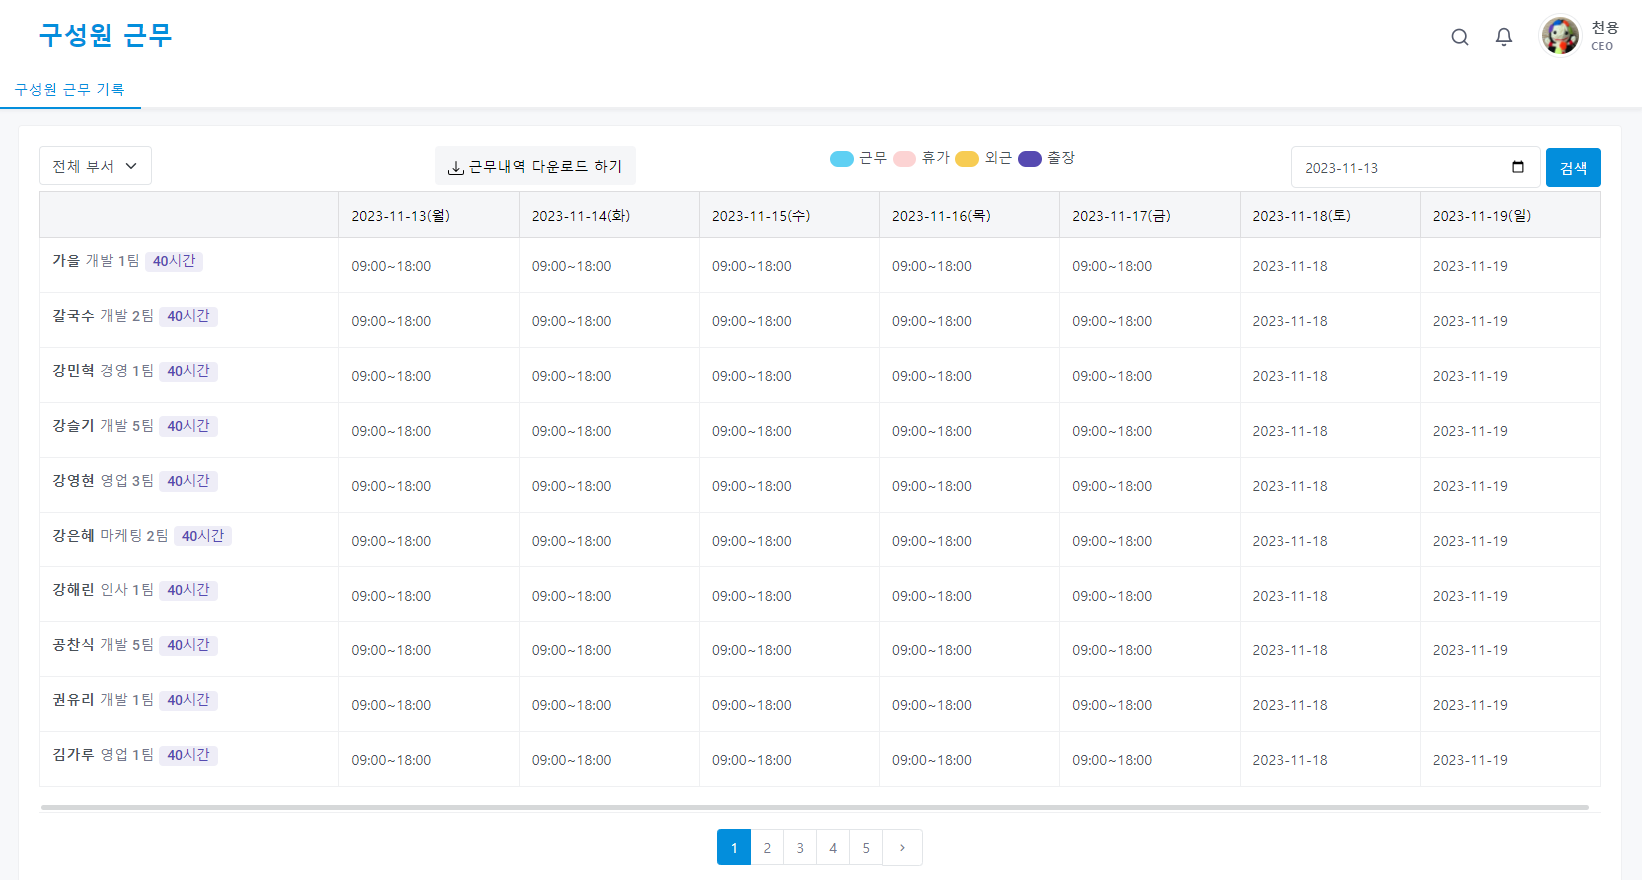 구성원 근무
천용
CEO
구성원 근무 기록
전체 부서
근무내역 다운로드 하기
근무 휴가 외근 출장
2023-11-13
검색
2023-11-13(월) 2023-11-14(화) 2023-11-15(수) 2023-11-16(목) 2023-11-17(금) 2023-11-18(토) 2023-11-19(일)
가을 개발 1팀 40시간 09:00~18:00 09:00~18:00 09:00~18:00 09:00~18:00 09:00~18:00 2023-11-18 2023-11-19
갈국수 개발 2팀 40시간 09:00~18:00 09:00~18:00 09:00~18:00 09:00~18:00 09:00~18:00 2023-11-18 2023-11-19
강민혁 경영 1팀 40시간 09:00~18:00 09:00~18:00 09:00~18:00 09:00~18:00 09:00~18:00 2023-11-18 2023-11-19
강슬기 개발 5팀 40시간 09:00~18:00 09:00~18:00 09:00~18:00 09:00~18:00 09:00~18:00 2023-11-18 2023-11-19
강영현 영업 3팀 40시간 09:00~18:00 09:00~18:00 09:00~18:00 09:00~18:00 09:00~18:00 2023-11-18 2023-11-19
강은혜 마케팅 2팀 40시간 09:00~18:00 09:00~18:00 09:00~18:00 09:00~18:00 09:00~18:00 2023-11-18 2023-11-19
강해린 인사 1팀 40시간 09:00~18:00 09:00~18:00 09:00~18:00 09:00~18:00 09:00~18:00 2023-11-18 2023-11-19
공찬식 개발 5팀 40시간 09:00~18:00 09:00~18:00 09:00~18:00 09:00~18:00 09:00~18:00 2023-11-18 2023-11-19
권유리 개발 1팀 40시간 09:00~18:00 09:00~18:00 09:00~18:00 09:00~18:00 09:00~18:00 2023-11-18 2023-11-19
김가루 영업 1팀 40시간 09:00~18:00 09:00~18:00 09:00~18:00 09:00~18:00 09:00~18:00 2023-11-18 2023-11-19
1 2 3 4 5 ›